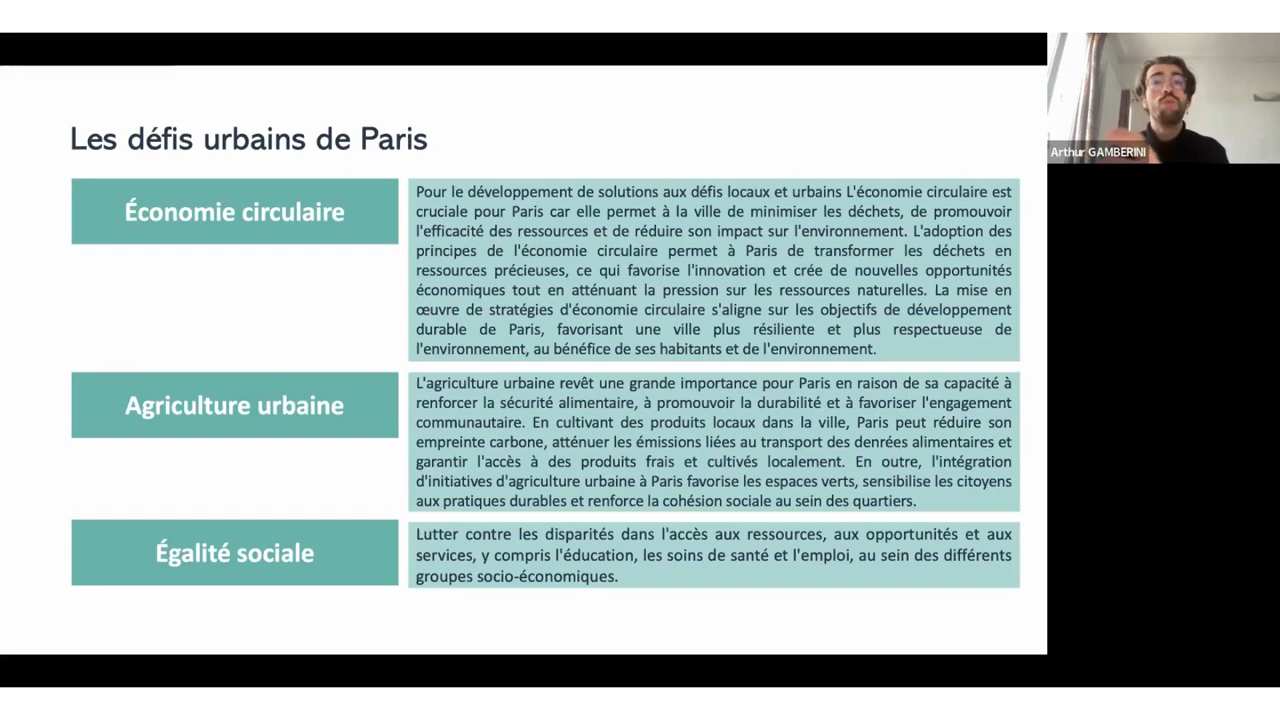 Les défis urbains de Paris
Économie circulaire
Pour le développement de solutions aux défis locaux et urbains L'économie circulaire est
cruciale pour Paris car elle permet à la ville de minimiser les déchets, de promouvoir
l'efficacité des ressources et de réduire son impact sur l'environnement. L'adoption des
principes de l'économie circulaire permet à Paris de transformer les déchets en
ressources précieuses, ce qui favorise l'innovation et crée de nouvelles opportunités
économiques tout en atténuant la pression sur les ressources naturelles. La mise en
œuvre de stratégies d'économie circulaire s'aligne sur les objectifs de développement
durable de Paris, favorisant une ville plus résiliente et plus respectueuse de
l'environnement, au bénéfice de ses habitants et de l'environnement.
Agriculture urbaine
L'agriculture urbaine revêt une grande importance pour Paris en raison de sa capacité à
renforcer la sécurité alimentaire, à promouvoir la durabilité et à favoriser l'engagement
communautaire. En cultivant des produits locaux dans la ville, Paris peut réduire son
empreinte carbone, atténuer les émissions liées au transport des denrées alimentaires et
garantir l'accès à des produits frais et cultivés localement. En outre, l'intégration
d'initiatives d'agriculture urbaine à Paris favorise les espaces verts, sensibilise les citoyens
aux pratiques durables et renforce la cohésion sociale au sein des quartiers.
Égalité sociale
Lutter contre les disparités dans l'accès aux ressources, aux opportunités et aux
services, y compris l'éducation, les soins de santé et l'emploi, au sein des différents
groupes socio-économiques.
Arthur GAMBERINI